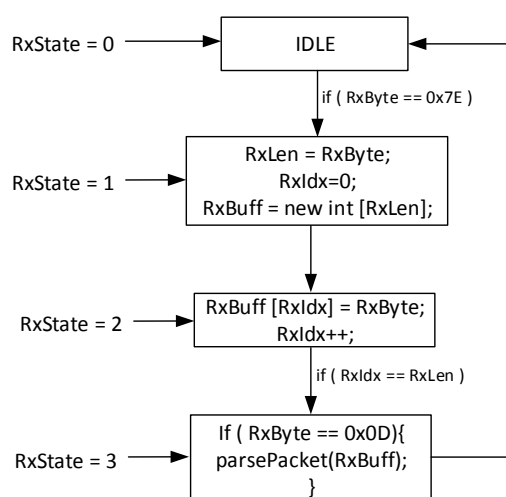 RxState = 0
IDLE
if ( RxByte == 0x7E )
RxState = 1
RxLen = RxByte;
RxIdx=0;
RxBuff = new int [RxLen];
RxState = 2
RxBuff [RxIdx] = RxByte;
RxIdx++;
if ( RxIdx == RxLen )
RxState = 3
If ( RxByte == 0x0D){
parsePacket(RxBuff);
}